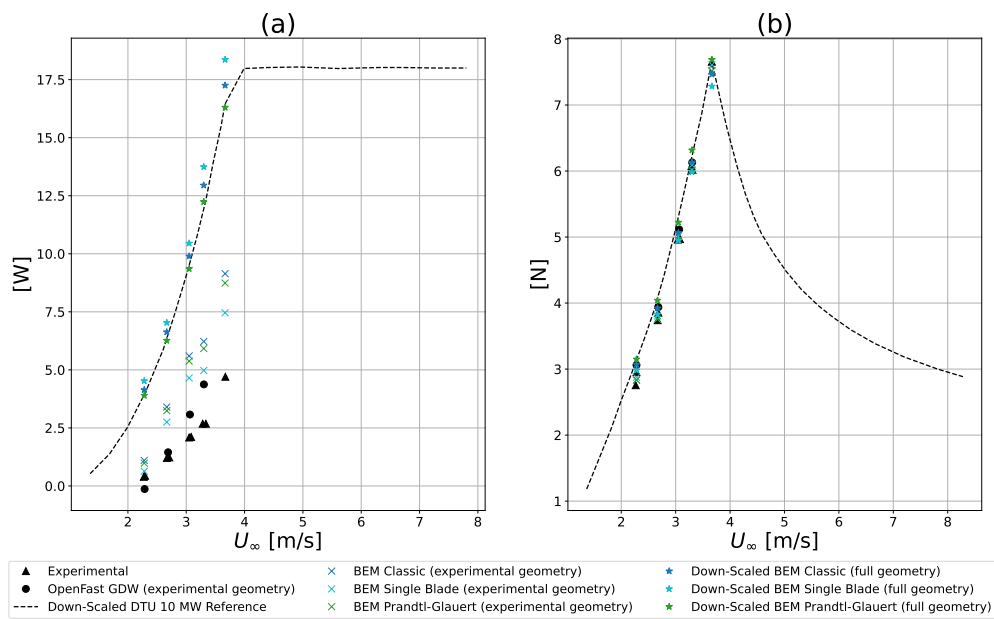 (a)
(b)
17.5
15.0
12.5
10.0
7.5
5.0
2.5
0.0
[W]
2 3 4 5 6 7 8
U∞ [m/s]
8
7
6
5
4
3
2
1
[N]
2 3 4 5 6 7 8
U∞ [m/s]
Experimental
OpenFast GDW (experimental geometry)
Down-Scaled DTU 10 MW Reference
BEM Classic (experimental geometry)
BEM Single Blade (experimental geometry)
BEM Prandtl-Glauert (experimental geometry)
Down-Scaled BEM Classic (full geometry)
Down-Scaled BEM Single Blade (full geometry)
Down-Scaled BEM Prandtl-Glauert (full geometry)